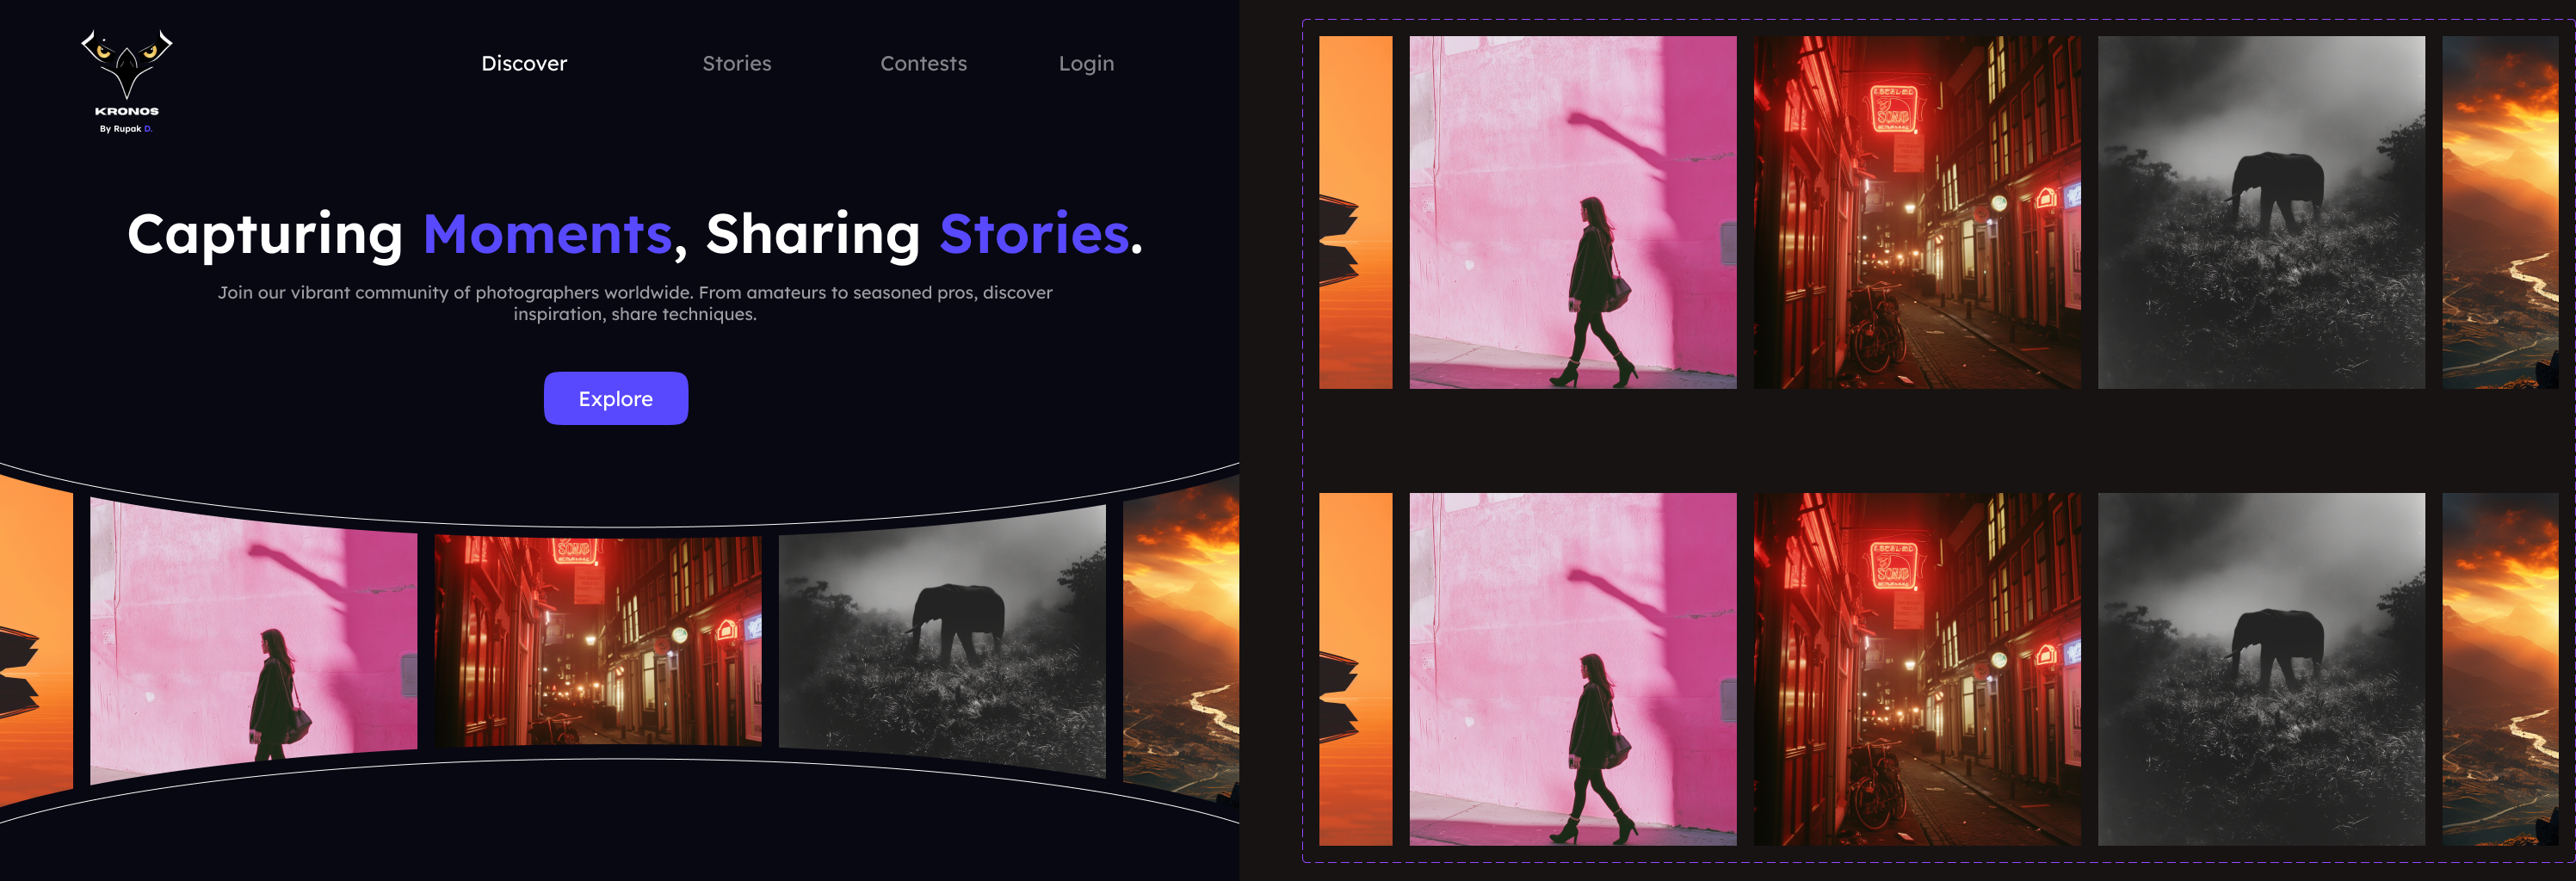 KRONOS
By Rupak D.
Discover
Stories
Contests
Login
Capturing Moments, Sharing Stories.
Join our vibrant community of photographers worldwide. From amateurs to seasoned pros, discover
inspiration, share techniques.
Explore